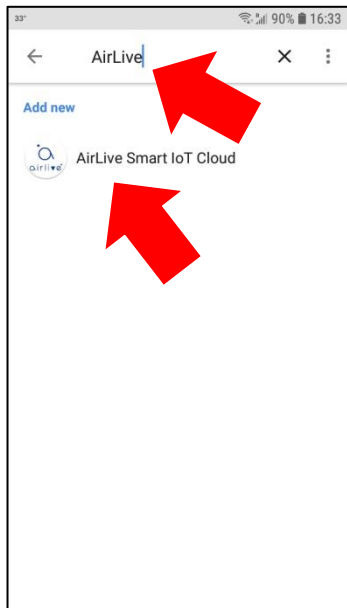 33° 90% 16:33
AirLive
Add new
airlive
AirLive Smart IoT Cloud